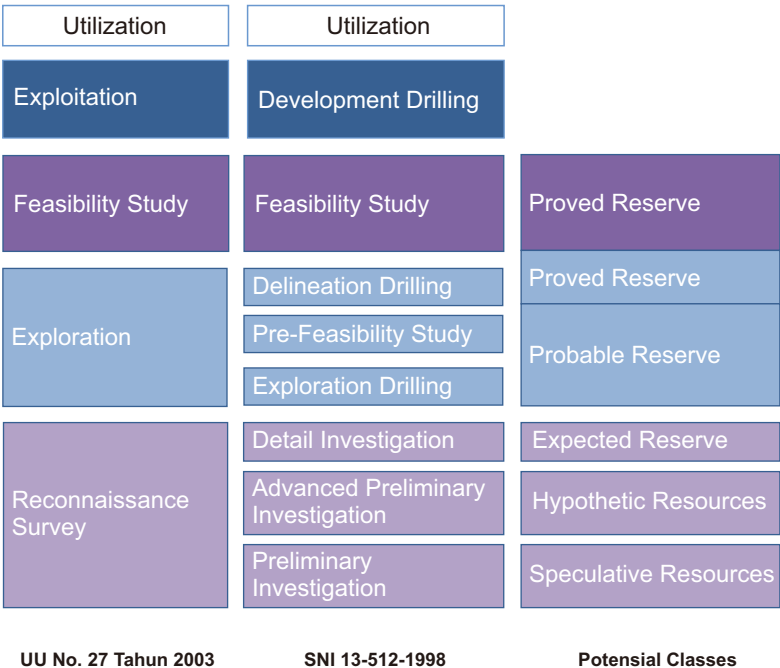 Utilization
Utilization
Exploitation
Development Drilling
Feasibility Study
Feasibility Study
Proved Reserve
Exploration
Delineation Drilling
Proved Reserve
Pre-Feasibility Study
Probable Reserve
Exploration Drilling
Reconnaissance
Survey
Detail Investigation
Expected Reserve
Advanced Preliminary
Investigation
Hypothetic Resources
Preliminary
Investigation
Speculative Resources
UU No. 27 Tahun 2003
SNI 13-512-1998
Potensial Classes